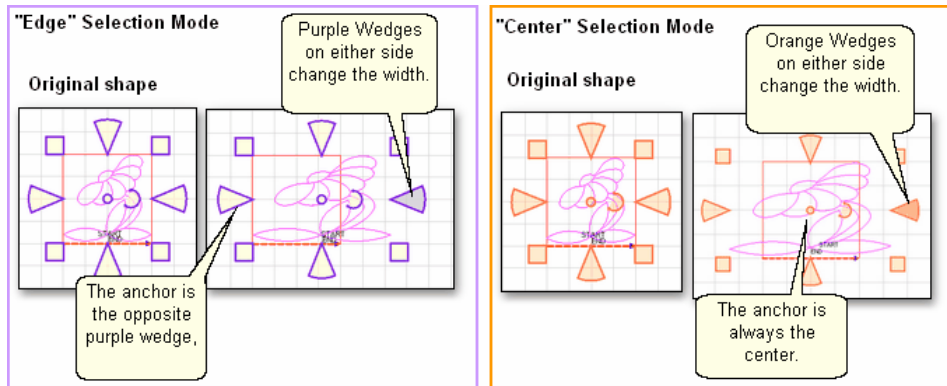 "Edge" Selection Mode
Purple Wedges
on either side
change the width.
Original shape
START
END
START
END
The anchor is
the opposite
purple wedge,
"Center" Selection Mode
Orange Wedges
on either side
change the width.
Original shape
START
END
START
END
The anchor is
always the
center.